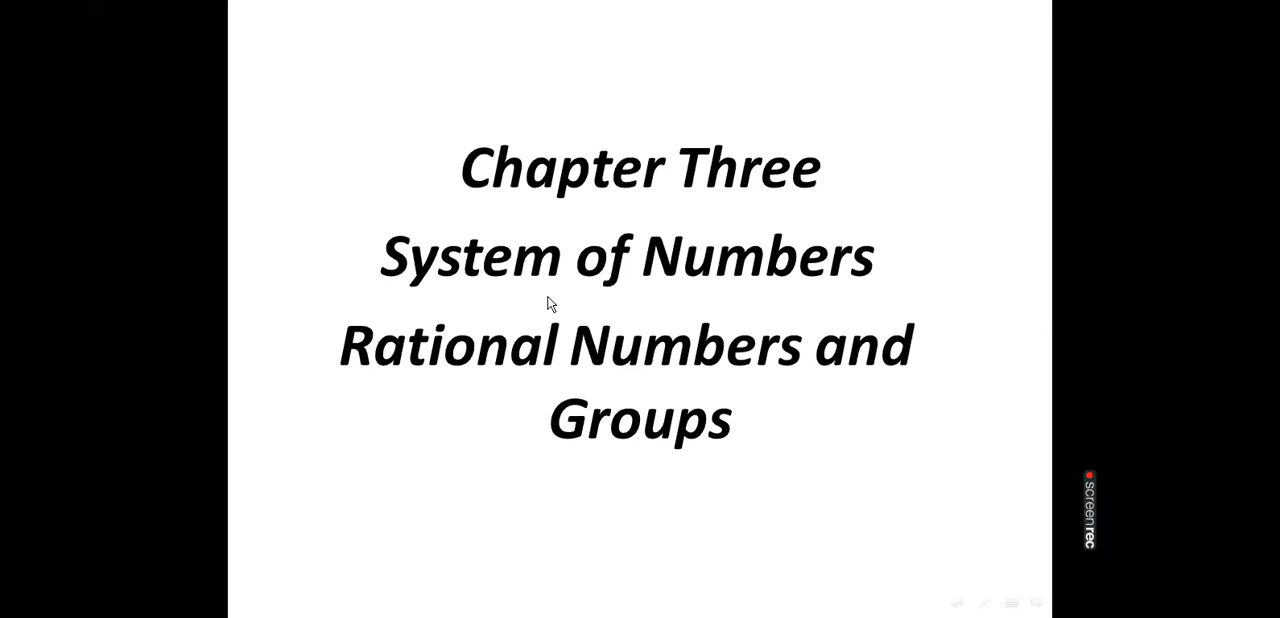 Chapter Three
System of Numbers
Rational Numbers and
Groups
screenrec